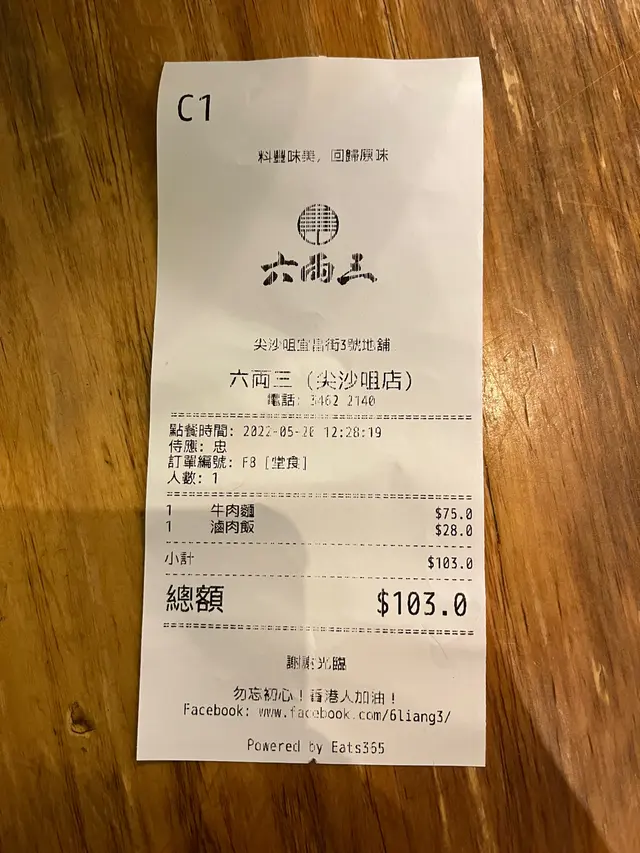 C1
料豐味美, 回歸原味
六両三
尖沙咀宜昌街3號地舖
六両三 (尖沙咀店)
電話: 3462 2140
點餐時間: 2022-05-20 12:28:19
侍應: 忠
訂單編號: F8 [堂食]
人數: 1
1 牛肉麵 $75.0
1 滷肉飯 $28.0
小計 $103.0
總額 $103.0
謝謝光臨
勿忘初心！香港人加油！
Facebook: www.facebook.com/6liang3/
Powered by Eats365